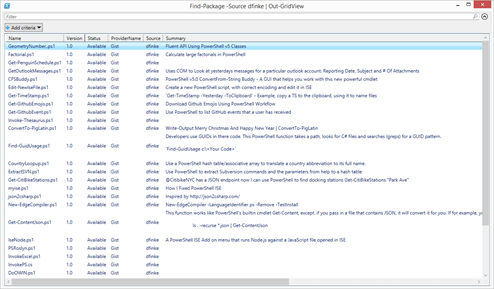 Find-Package -Source dfinke | Out-GridView
Filter
Add criteria
Name Version Status ProviderName Source Summary
GeometryNumber.ps1 1.0 Available Gist dfinke Fluent API Using PowerShell v5 Classes
Factorial.ps1 1.0 Available Gist dfinke Calculate large factorials in PowerShell
Get-PenguinSchedule.ps1 1.0 Available Gist dfinke
GetOutlookMessages.ps1 1.0 Available Gist dfinke Uses COM to Look at yesterdays messages for a particular outlook account. Reporting Date, Subject and # Of Attachments
CFSBuddy.ps1 1.0 Available Gist dfinke PowerShell v5.0 ConvertFrom-String Buddy - A GUI that helps you work with this new powerful cmdlet
Edit-NewIseFile.ps1 1.0 Available Gist dfinke Create a new PowerShell script, with correct encoding and edit it in ISE
Get-TimeStamp.ps1 1.0 Available Gist dfinke `Get-TimeStamp -Yesterday -ToClipboard` - Example, copy a TS to the clipboard, using it to name files
Get-GithubEmojis.ps1 1.0 Available Gist dfinke Download Github Emojis Using PowerShell Workflow
Get-GithubEvent.ps1 1.0 Available Gist dfinke Use PowerShell to list GitHub events that a user has received
Invoke-Thesaurus.ps1 1.0 Available Gist dfinke
ConvertTo-PigLatin.ps1 1.0 Available Gist dfinke Write-Output Merry Christmas And Happy New Year | ConvertTo-PigLatin
Developers use GUIDs in there code. This PowerShell function takes a path, looks for C# files and searches (greps) for a GUID pattern.
Find-GuidUsage.ps1 1.0 Available Gist dfinke
`Find-GuidUsage c:\<Your Code>`
CountryLoopup.ps1 1.0 Available Gist dfinke Use a PowerShell hash table/associative array to translate a country abbreviation to its full name.
ExtractSVN.ps1 1.0 Available Gist dfinke Use PowerShell to extract Subversion commands and the parameters from help to a hash table
Get-CitiBikeStations.ps1 1.0 Available Gist dfinke @CitibikeNYC has a JSON endpoint now I can use PowerShell to find docking stations Get-CitiBikeStations "Park Ave"
myise.ps1 1.0 Available Gist dfinke How I Fixed PowerShell ISE
json2csharp.ps1 1.0 Available Gist dfinke Inspired by http://json2csharp.com/
New-EdgeCompiler.ps1 1.0 Available Gist dfinke New-EdgeCompiler -LanguageIdentifier ps -Remove -TestInstall
This function works like PowerShell's builtin cmdlet Get-Content, except, if you pass in a file that contains JSON, it will convert it for you. If for example, yo
Get-ContentJson.ps1 1.0 Available Gist dfinke
ls . -recurse *.json | Get-ContentJson
IseNode.ps1 1.0 Available Gist dfinke A PowerShell ISE Add on menu that runs Node.js against a JavaScript file opened in ISE
PSRoslyn.ps1 1.0 Available Gist dfinke
InvokeExcel.ps1 1.0 Available Gist dfinke
InvokePS.cs 1.0 Available Gist dfinke
DoOWIN.ps1 1.0 Available Gist dfinke